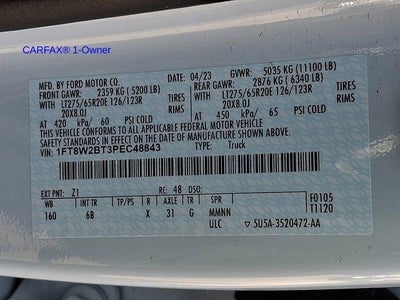 CARFAX® 1-Owner
MFD. BY FORD MOTOR CO. 04/23 GVWR: 5035 KG (11100 LB)
FRONT GAWR: 2359 KG (5200 LB) REAR GAWR: 2876 KG (6340 LB)
WITH LT275/65R20E 126/123R TIRES WITH LT275/65R20E 126/123R TIRES
20X8.0J RIMS 20X8.0J RIMS
AT 420 kPa/ 60 PSI COLD AT 450 kPa/ 65 PSI COLD
THIS VEHICLE CONFORMS TO ALL APPLICABLE FEDERAL MOTOR VEHICLE
SAFETY STANDARDS IN EFFECT ON THE DATE OF MANUFACTURE SHOWN ABOVE.
VIN: 1FT8W2BT3PEC48843 TYPE: Truck
EXT PNT: Z1 RC: 48 DSO: F0105
WB INT TR TP/PS R AXLE TR SPR T1120
160 6B X 31 G MMNN
ULC 5U5A-3520472-AA